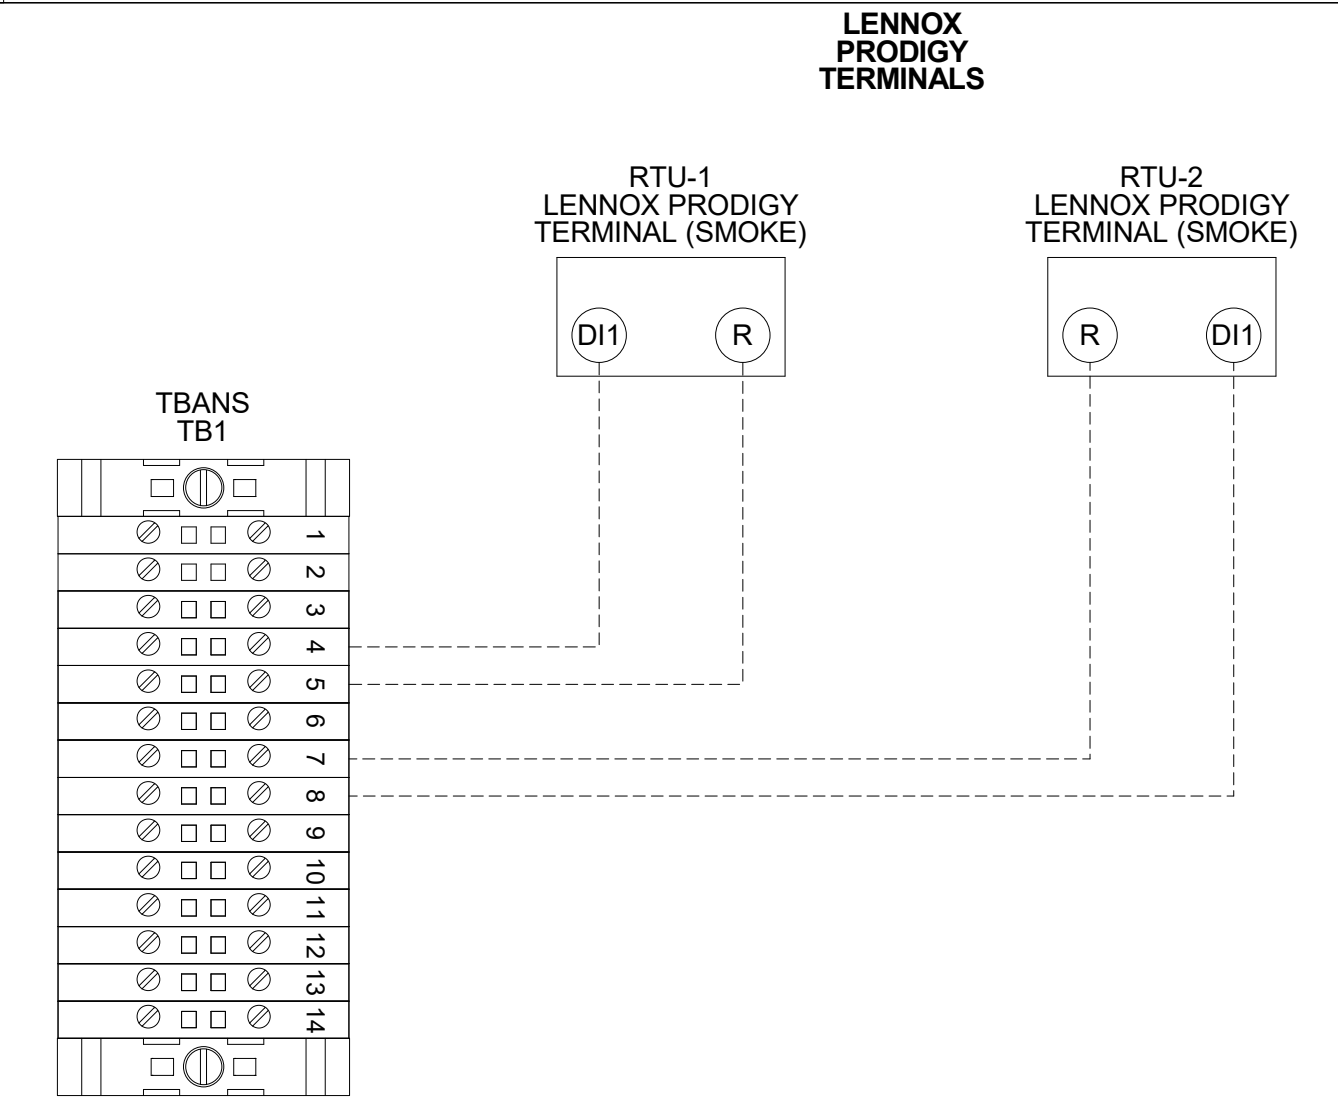 LENNOX
PRODIGY
TERMINALS
RTU-1
LENNOX PRODIGY
TERMINAL (SMOKE)
RTU-2
LENNOX PRODIGY
TERMINAL (SMOKE)
DI1
R
R
DI1
TBANS
TB1
1
2
3
4
5
6
7
8
9
10
11
12
13
14